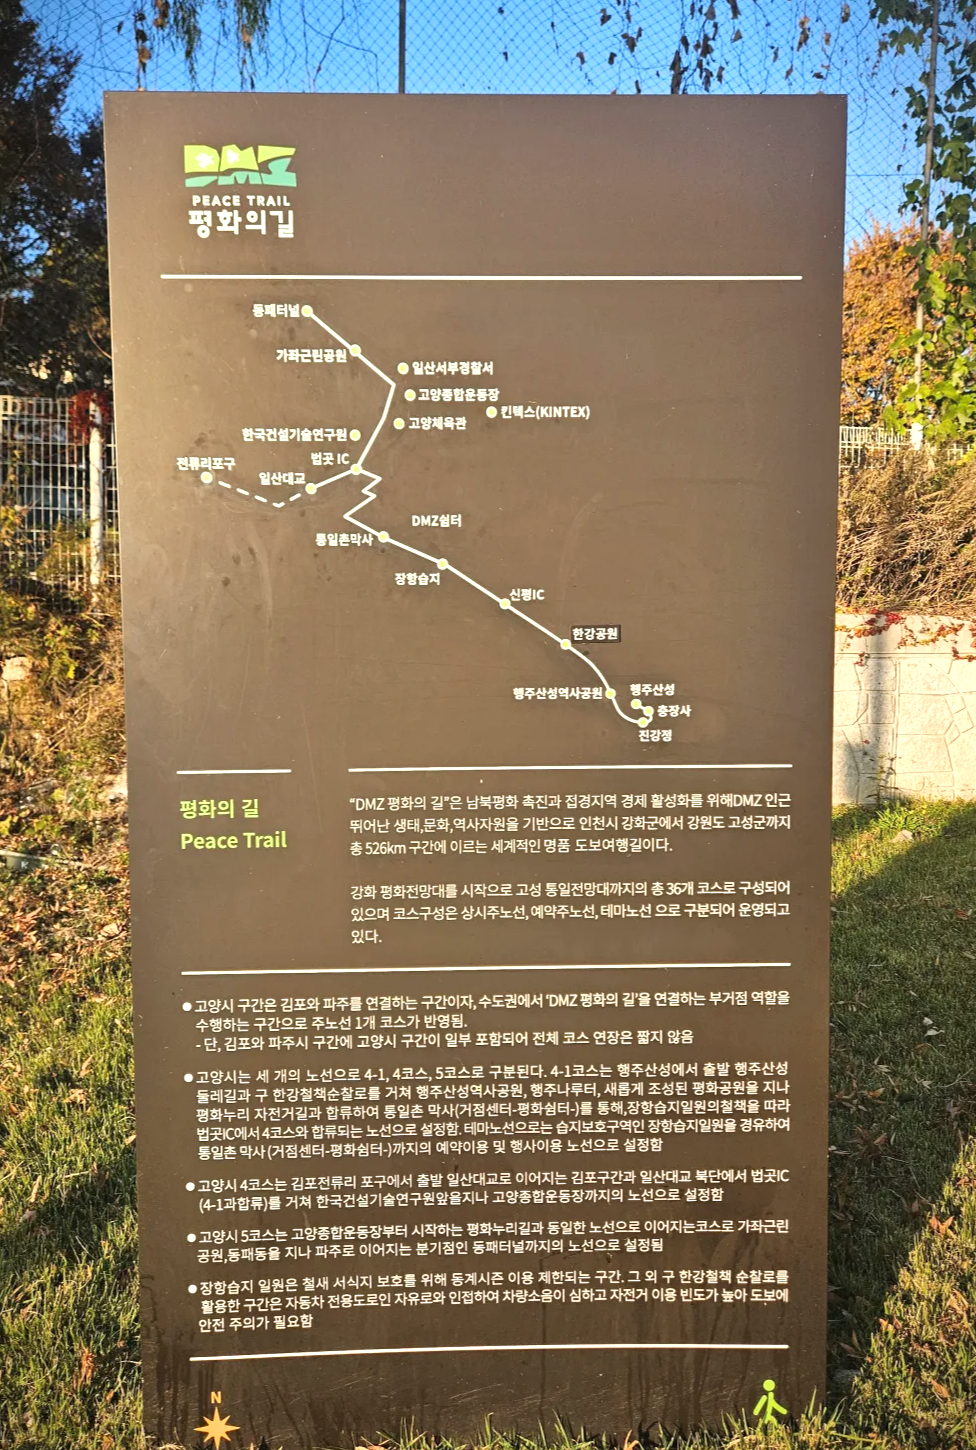 DMZ
PEACE TRAIL
평화의길
동패터널
가좌근린공원
일산서부경찰서
고양종합운동장
킨텍스(KINTEX)
고양체육관
한국건설기술연구원
법곳 IC
전류리포구
일산대교
DMZ쉼터
통일촌막사
장항습지
신평IC
한강공원
행주산성역사공원
행주산성
충장사
진강정
평화의 길
Peace Trail
“DMZ 평화의 길”은 남북평화 촉진과 접경지역 경제 활성화를 위해DMZ 인근
뛰어난 생태,문화,역사자원을 기반으로 인천시 강화군에서 강원도 고성군까지
총 526km 구간에 이르는 세계적인 명품 도보여행길이다.
강화 평화전망대를 시작으로 고성 통일전망대까지의 총 36개 코스로 구성되어
있으며 코스구성은 상시주노선, 예약주노선, 테마노선 으로 구분되어 운영되고
있다.
● 고양시 구간은 김포와 파주를 연결하는 구간이자, 수도권에서 ‘DMZ 평화의 길’을 연결하는 부거점 역할을
수행하는 구간으로 주노선 1개 코스가 반영됨.
- 단, 김포와 파주시 구간에 고양시 구간이 일부 포함되어 전체 코스 연장은 짧지 않음
● 고양시는 세 개의 노선으로 4-1, 4코스, 5코스로 구분된다. 4-1코스는 행주산성에서 출발 행주산성
둘레길과 구 한강철책순찰로를 거쳐 행주산성역사공원, 행주나루터, 새롭게 조성된 평화공원을 지나
평화누리 자전거길과 합류하여 통일촌 막사(거점센터-평화쉼터-)를 통해,장항습지일원의철책을 따라
법곳IC에서 4코스와 합류되는 노선으로 설정함. 테마노선으로는 습지보호구역인 장항습지일원을 경유하여
통일촌 막사 (거점센터-평화쉼터-)까지의 예약이용 및 행사이용 노선으로 설정함
● 고양시 4코스는 김포전류리 포구에서 출발 일산대교로 이어지는 김포구간과 일산대교 북단에서 법곳IC
(4-1과합류)를 거쳐 한국건설기술연구원앞을지나 고양종합운동장까지의 노선으로 설정함
● 고양시 5코스는 고양종합운동장부터 시작하는 평화누리길과 동일한 노선으로 이어지는코스로 가좌근린
공원,동패동을 지나 파주로 이어지는 분기점인 동패터널까지의 노선으로 설정됨
● 장항습지 일원은 철새 서식지 보호를 위해 동계시즌 이용 제한되는 구간. 그 외 구 한강철책 순찰로를
활용한 구간은 자동차 전용도로인 자유로와 인접하여 차량소음이 심하고 자전거 이용 빈도가 높아 도보에
안전 주의가 필요함
N